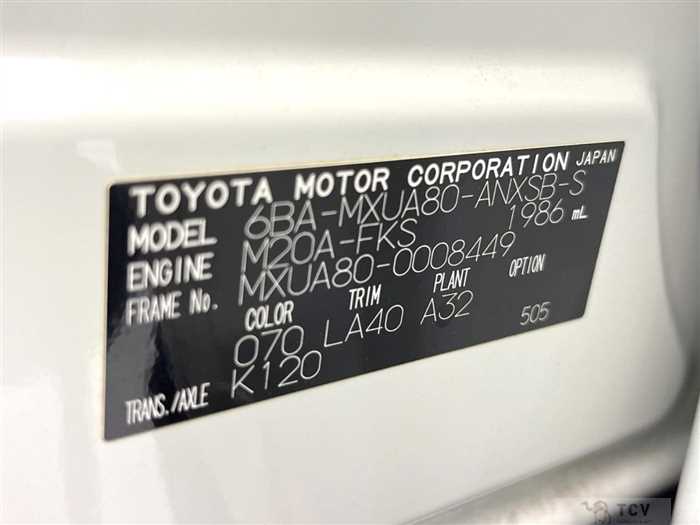 TOYOTA MOTOR CORPORATION JAPAN
MODEL 6BA-MXUA80-ANXSB-S
ENGINE M20A-FKS 1986 mL
FRAME No. MXUA80-0008449
COLOR TRIM PLANT OPTION
070 LA40 A32 505
TRANS./AXLE K120
TCV